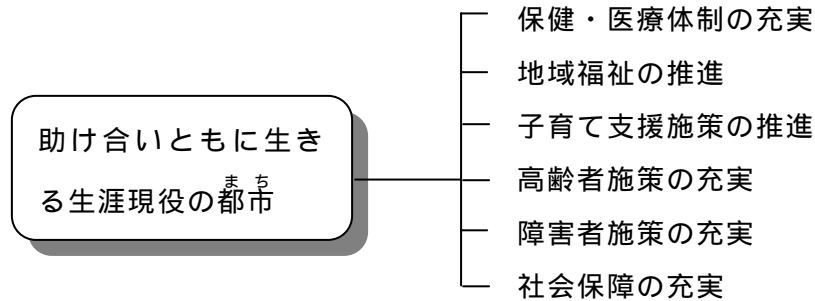 助け合いともに生き
る生涯現役の都市
まち
保健・医療体制の充実
地域福祉の推進
子育て支援施策の推進
高齢者施策の充実
障害者施策の充実
社会保障の充実